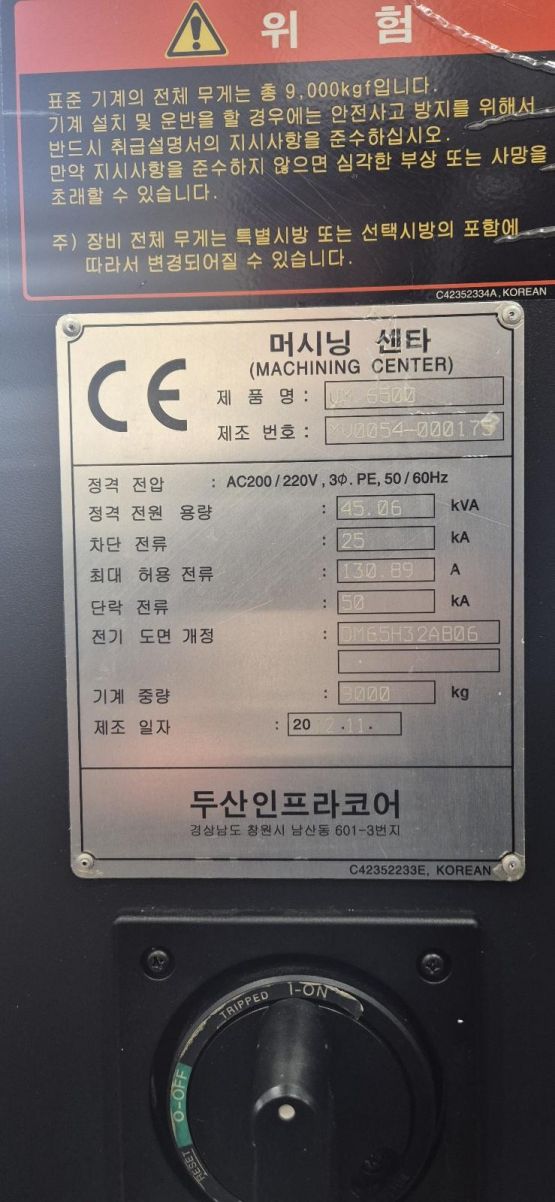 위 험
표준 기계의 전체 무게는 총 9,000kgf입니다.
기계 설치 및 운반을 할 경우에는 안전사고 방지를 위해서
반드시 취급설명서의 지시사항을 준수하십시오.
만약 지시사항을 준수하지 않으면 심각한 부상 또는 사망을
초래할 수 있습니다.
주) 장비 전체 무게는 특별시방 또는 선택시방의 포함에
따라서 변경되어질 수 있습니다.
C42352334A, KOREAN
CE
머시닝 센타
(MACHINING CENTER)
제 품 명 : 6500
제조 번호 : MV0054-000175
정격 전압 : AC200/220V, 3Φ. PE, 50/60Hz
정격 전원 용량 : 45.06 kVA
차단 전류 : 25 kA
최대 허용 전류 : 130.89 A
단락 전류 : 50 kA
전기 도면 개정 : DM65H32AB06
기계 중량 : 9000 kg
제조 일자 : 20 2.11.
두산인프라코어
경상남도 창원시 남산동 601-3번지
C42352233E, KOREAN
TRIPPED I-ON
O-OFF
RESET